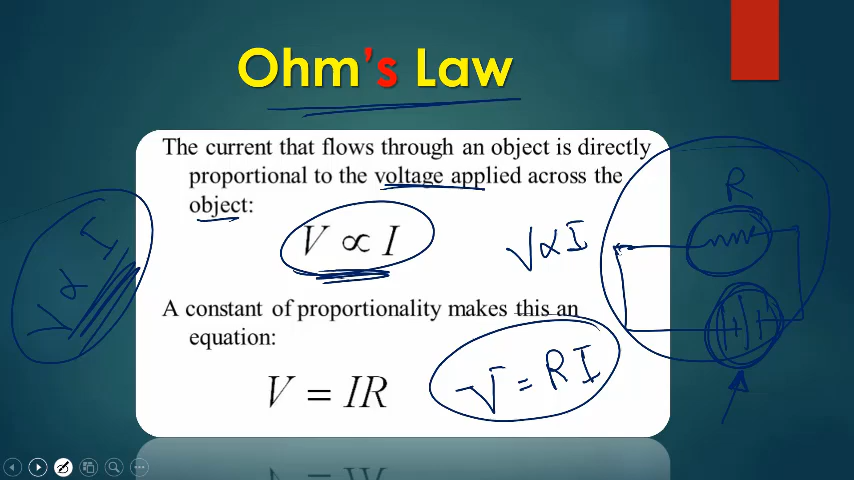 Ohm's Law
The current that flows through an object is directly
proportional to the voltage applied across the
object:
V ∝ I
V ∝ I
V ∝ I
R
A constant of proportionality makes this an
equation:
V = IR
V = RI